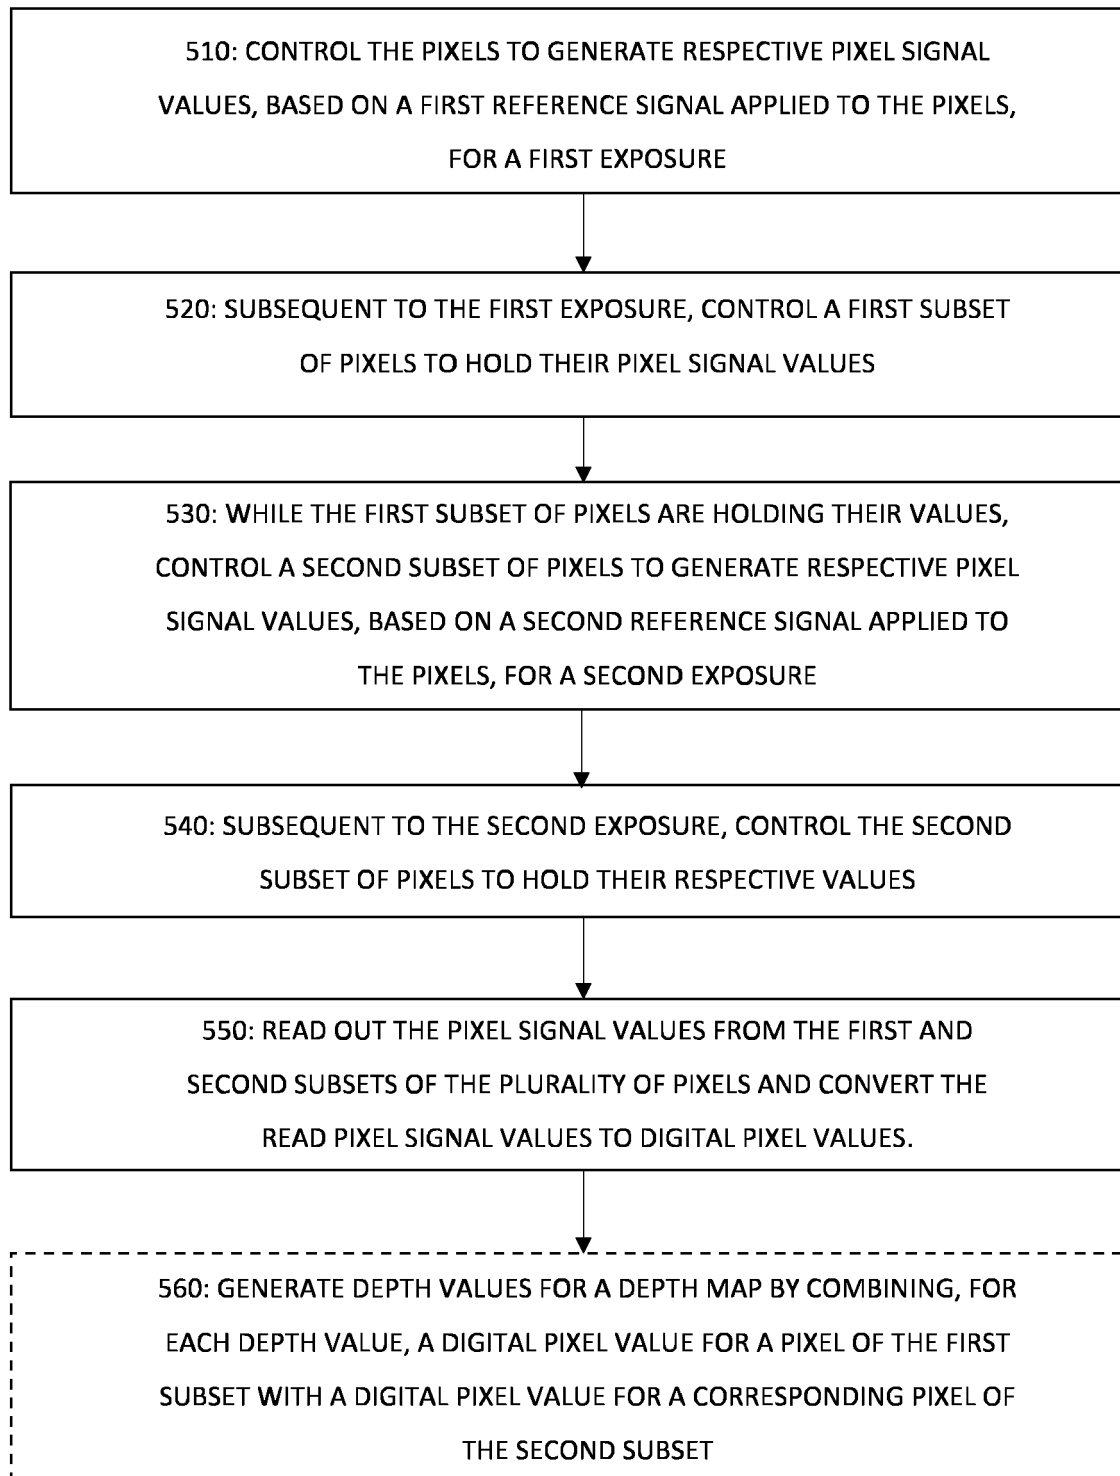 510: CONTROL THE PIXELS TO GENERATE RESPECTIVE PIXEL SIGNAL
VALUES, BASED ON A FIRST REFERENCE SIGNAL APPLIED TO THE PIXELS,
FOR A FIRST EXPOSURE
520: SUBSEQUENT TO THE FIRST EXPOSURE, CONTROL A FIRST SUBSET
OF PIXELS TO HOLD THEIR PIXEL SIGNAL VALUES
530: WHILE THE FIRST SUBSET OF PIXELS ARE HOLDING THEIR VALUES,
CONTROL A SECOND SUBSET OF PIXELS TO GENERATE RESPECTIVE PIXEL
SIGNAL VALUES, BASED ON A SECOND REFERENCE SIGNAL APPLIED TO
THE PIXELS, FOR A SECOND EXPOSURE
540: SUBSEQUENT TO THE SECOND EXPOSURE, CONTROL THE SECOND
SUBSET OF PIXELS TO HOLD THEIR RESPECTIVE VALUES
550: READ OUT THE PIXEL SIGNAL VALUES FROM THE FIRST AND
SECOND SUBSETS OF THE PLURALITY OF PIXELS AND CONVERT THE
READ PIXEL SIGNAL VALUES TO DIGITAL PIXEL VALUES.
560: GENERATE DEPTH VALUES FOR A DEPTH MAP BY COMBINING, FOR
EACH DEPTH VALUE, A DIGITAL PIXEL VALUE FOR A PIXEL OF THE FIRST
SUBSET WITH A DIGITAL PIXEL VALUE FOR A CORRESPONDING PIXEL OF
THE SECOND SUBSET